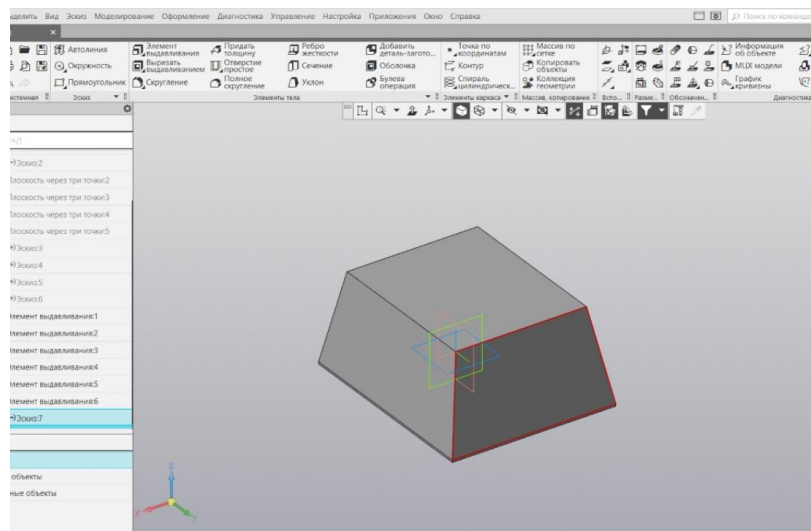 Вид Эскиз Моделирование Оформление Диагностика Управление Настройка Приложения Окно Справка
Поиск по команда
Автолиния
Окружность
Прямоугольник
Эскиз
Элемент выдавливания
Вырезать выдавливанием
Скругление
Придать толщину
Отверстие простое
Полное скругление
Ребро жесткости
Сечение
Уклон
Добавить деталь-загото...
Оболочка
Булева операция
Элементы тела
Точка по координатам
Контур
Спираль цилиндрическ...
Элементы каркаса
Массив по сетке
Копировать объекты
Коллекция геометрии
Массив, копирование
Вспо...
Разме...
Обозначен...
Информация об объекте
МЦХ модели
График кривизны
Диагностика
Эскиз:2
Плоскость через три точки:2
Плоскость через три точки:3
Плоскость через три точки:4
Плоскость через три точки:5
Эскиз:3
Эскиз:4
Эскиз:5
Эскиз:6
Элемент выдавливания:1
Элемент выдавливания:2
Элемент выдавливания:3
Элемент выдавливания:4
Элемент выдавливания:5
Элемент выдавливания:6
Эскиз:7
объекты
ные объекты
Z
X
Y